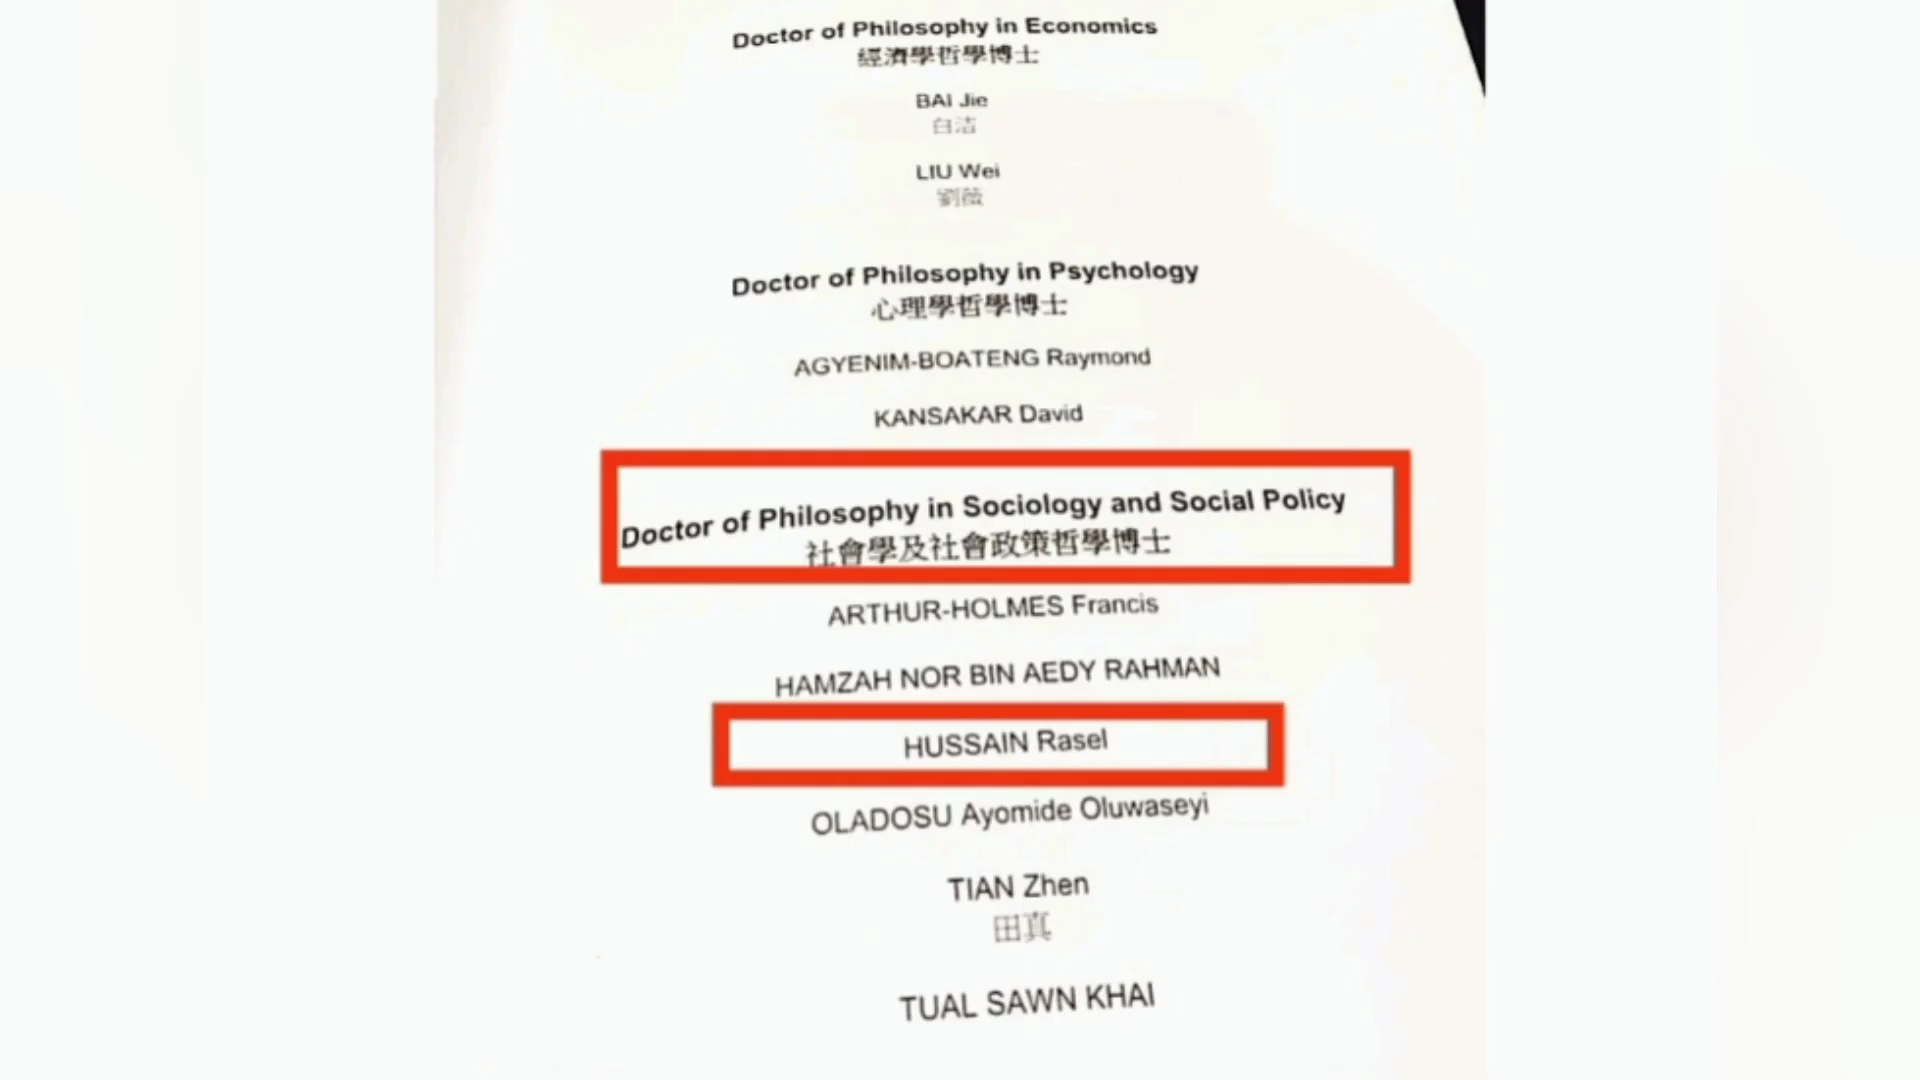 Doctor of Philosophy in Economics
經濟學哲學博士
BAI Jie
白洁
LIU Wei
劉薇
Doctor of Philosophy in Psychology
心理學哲學博士
AGYENIM-BOATENG Raymond
KANSAKAR David
Doctor of Philosophy in Sociology and Social Policy
社會學及社會政策哲學博士
ARTHUR-HOLMES Francis
HAMZAH NOR BIN AEDY RAHMAN
HUSSAIN Rasel
OLADOSU Ayomide Oluwaseyi
TIAN Zhen
田真
TUAL SAWN KHAI